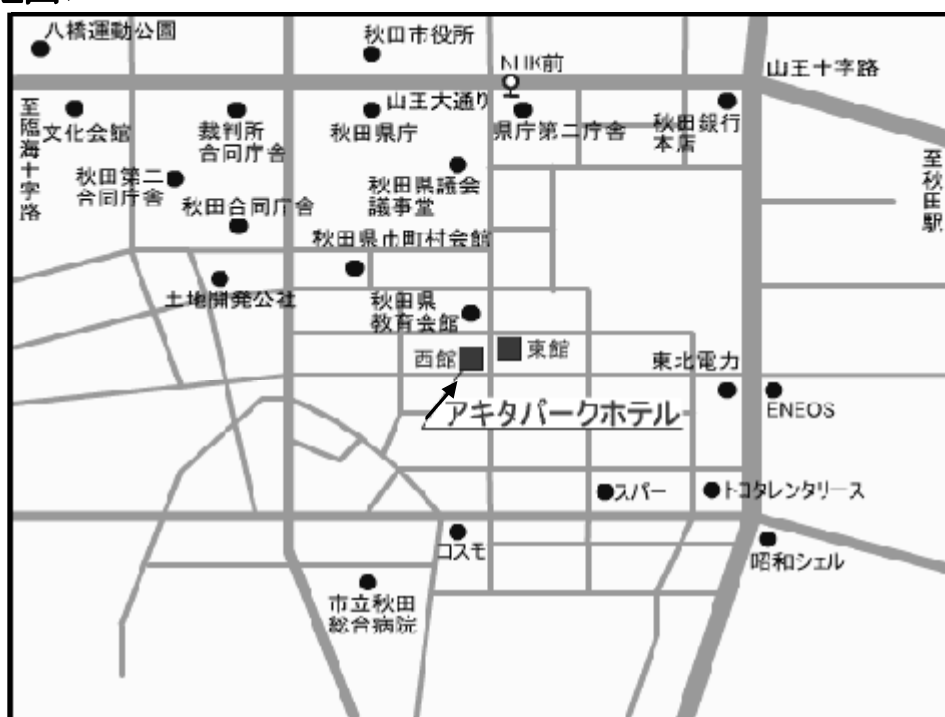 八橋運動公園
秋田市役所
NHK前
山王十字路
至臨海十字路
文化会館
裁判所
合同庁舎
山王大通り
秋田県庁
県庁第二庁舎
秋田銀行
本店
至秋田駅
秋田第二
合同庁舎
秋田合同庁舎
秋田県議会
議事堂
秋田県市町村会館
土地開発公社
秋田県
教育会館
西館
東館
東北電力
ENEOS
アキタパークホテル
スパー
トヨタレンタリース
コスモ
昭和シェル
市立秋田
総合病院